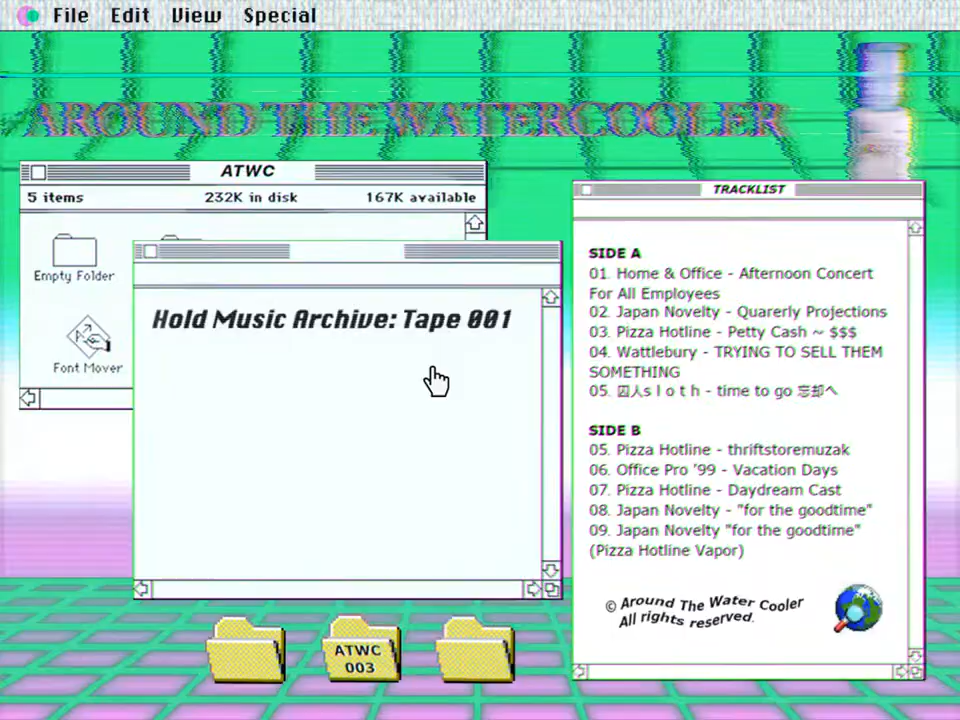 File Edit View Special
AROUND THE WATERCOOLER
ATWC
5 items 232K in disk 167K available
Empty Folder
Font Mover
Hold Music Archive: Tape 001
TRACKLIST
SIDE A
01. Home & Office - Afternoon Concert
For All Employees
02. Japan Novelty - Quarerly Projections
03. Pizza Hotline - Petty Cash ~ $$$
04. Wattlebury - TRYING TO SELL THEM
SOMETHING
05. 囚人s l o t h - time to go 忘却へ
SIDE B
05. Pizza Hotline - thriftstoremuzak
06. Office Pro '99 - Vacation Days
07. Pizza Hotline - Daydream Cast
08. Japan Novelty - "for the goodtime"
09. Japan Novelty "for the goodtime"
(Pizza Hotline Vapor)
© Around The Water Cooler
All rights reserved.
ATWC
003